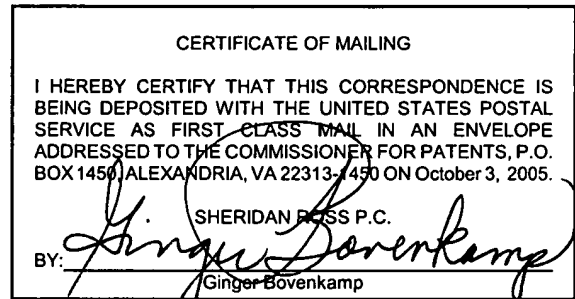 CERTIFICATE OF MAILING
I HEREBY CERTIFY THAT THIS CORRESPONDENCE IS
BEING DEPOSITED WITH THE UNITED STATES POSTAL
SERVICE AS FIRST CLASS MAIL IN AN ENVELOPE
ADDRESSED TO THE COMMISSIONER FOR PATENTS, P.O.
BOX 1450, ALEXANDRIA, VA 22313-1450 ON October 3, 2005.
SHERIDAN ROSS P.C.
BY: Ginger Bovenkamp
Ginger Bovenkamp